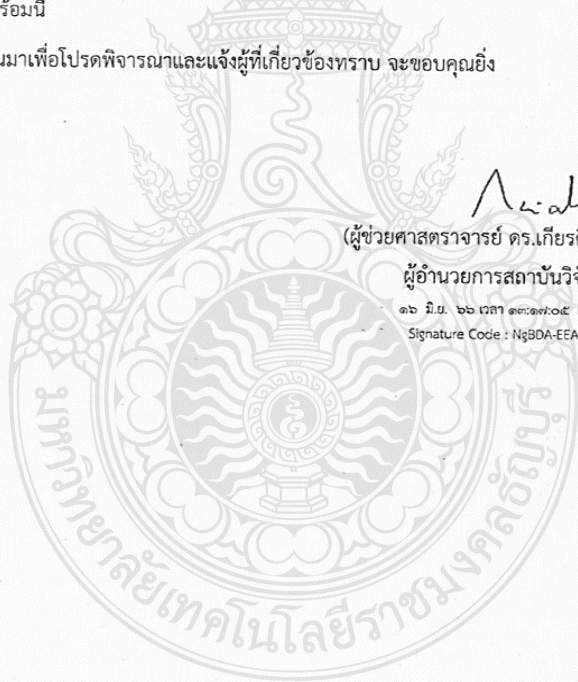 ร้อมนี้
นมาเพื่อโปรดพิจารณาและแจ้งผู้ที่เกี่ยวข้องทราบ จะขอบคุณยิ่ง
(ผู้ช่วยศาสตราจารย์ ดร.เกียรติ
ผู้อำนวยการสถาบันวิจั
๑๖ มิ.ย. ๖๖ เวลา ๑๓:๑๗:๐๕
Signature Code : NgBDA-EEA
มหาวิทยาลัยเทคโนโลยีราชมงคลธัญบุรี